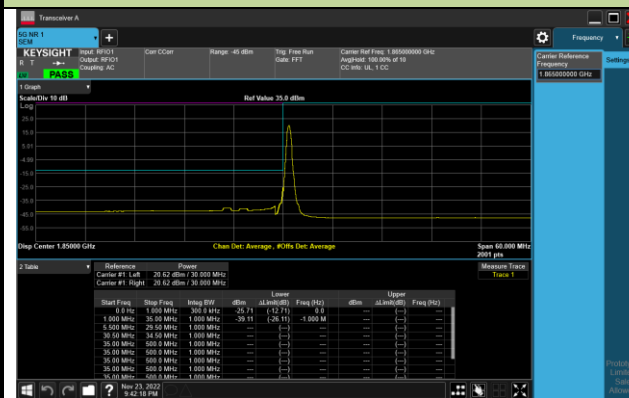 Transceiver A
5G NR 1
SEM
+
Frequency
KEYSIGHT
R T
PASS
Input: RFIO1
Output: RFIO1
Coupling: AC
Corr CCorr
Range: -45 dBm
Trig: Free Run
Gate: FFT
Carrier Ref Freq: 1.865000000 GHz
Avg|Hold: 100.00% of 10
CC Info: UL, 1 CC
Carrier Reference
Frequency
1.865000000 GHz
Settings
1 Graph
Scale/Div 10 dB
Ref Value 35.0 dBm
Log
25.0
15.0
5.01
-4.99
-15.0
-25.0
-35.0
-45.0
-55.0
Disp Center 1.85000 GHz
Chan Det: Average, #Offs Det: Average
Span 60.000 MHz
2001 pts
2 Table
Reference Power
Carrier #1: Left 20.62 dBm / 30.000 MHz
Carrier #1: Right 20.62 dBm / 30.000 MHz
Measure Trace
Trace 1
Lower Upper
Start Freq Stop Freq Integ BW dBm ΔLimit(dB) Freq (Hz) dBm ΔLimit(dB) Freq (Hz)
0.0 Hz 1.000 MHz 300.0 kHz -25.71 (-12.71) 0.0 --- (---) ---
1.000 MHz 35.00 MHz 1.000 MHz -39.11 (-26.11) -1.000 M --- (---) ---
5.500 MHz 29.50 MHz 1.000 MHz --- (---) --- --- (---) ---
30.50 MHz 34.50 MHz 1.000 MHz --- (---) --- --- (---) ---
35.00 MHz 500.0 MHz 1.000 MHz --- (---) --- --- (---) ---
35.00 MHz 500.0 MHz 1.000 MHz --- (---) --- --- (---) ---
35.00 MHz 500.0 MHz 1.000 MHz --- (---) --- --- (---) ---
35.00 MHz 500.0 MHz 1.000 MHz --- (---) --- --- (---) ---
35.00 MHz 500.0 MHz 1.000 MHz --- (---) --- --- (---) ---
?
Nov 23, 2022
9:42:18 PM